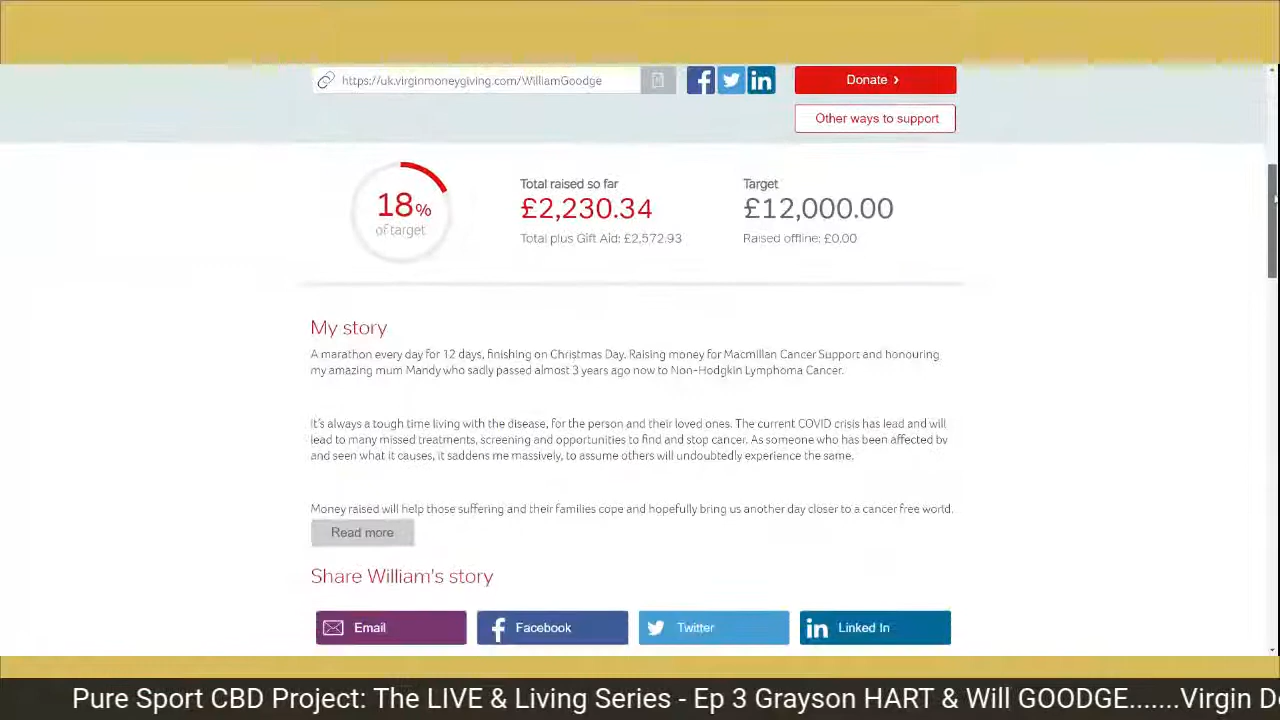 https://uk.virginmoneygiving.com/WilliamGoodge
Donate ›
Other ways to support
18%
of target
Total raised so far
£2,230.34
Total plus Gift Aid: £2,572.93
Target
£12,000.00
Raised offline: £0.00
My story
A marathon every day for 12 days, finishing on Christmas Day. Raising money for Macmillan Cancer Support and honouring
my amazing mum Mandy who sadly passed almost 3 years ago now to Non-Hodgkin Lymphoma Cancer.
It's always a tough time living with the disease, for the person and their loved ones. The current COVID crisis has lead and will
lead to many missed treatments, screening and opportunities to find and stop cancer. As someone who has been affected by
and seen what it causes, it saddens me massively, to assume others will undoubtedly experience the same.
Money raised will help those suffering and their families cope and hopefully bring us another day closer to a cancer free world.
Read more
Share William's story
Email
Facebook
Twitter
Linked In
Pure Sport CBD Project: The LIVE & Living Series - Ep 3 Grayson HART & Will GOODGE.......Virgin D